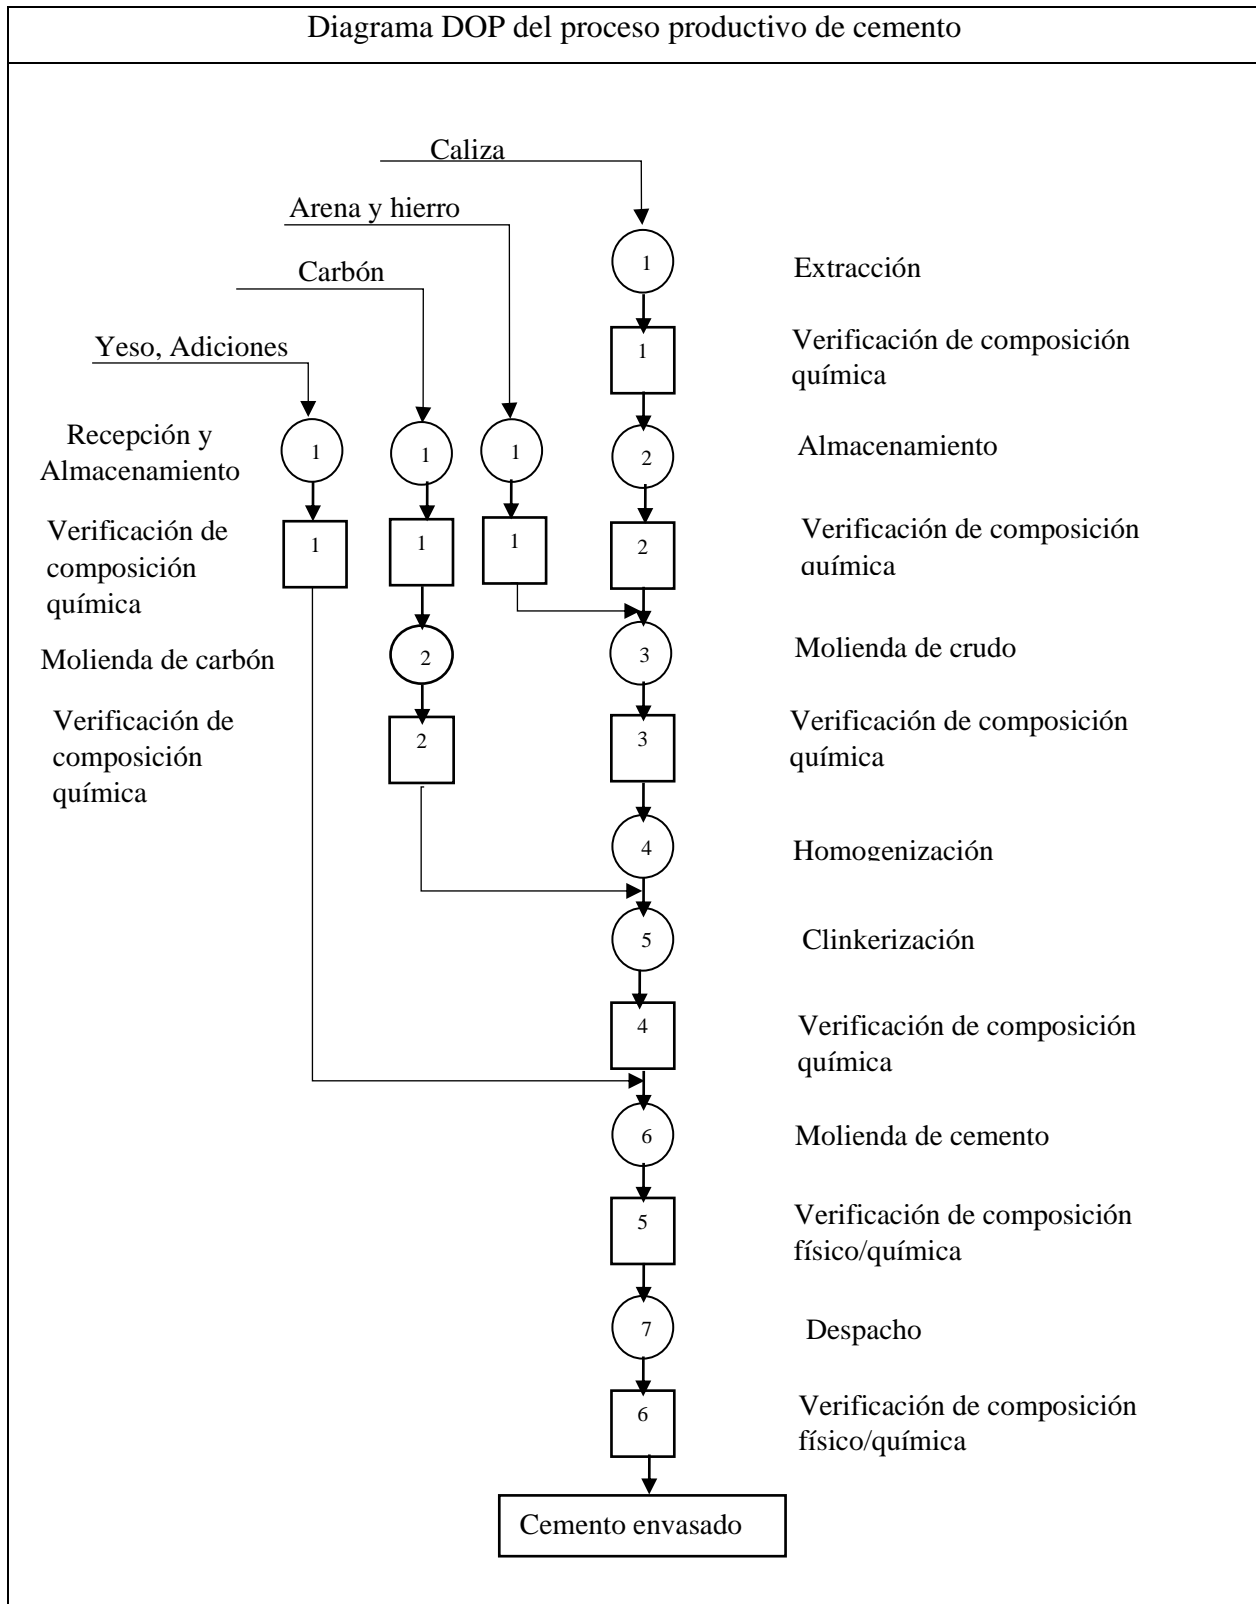 Diagrama DOP del proceso productivo de cemento
Caliza
Arena y hierro
Carbón
Yeso, Adiciones
1
Extracción
1
Verificación de composición
química
Recepción y
Almacenamiento
1
1
1
2
Almacenamiento
Verificación de
composición
química
1
1
1
2
Verificación de composición
química
Molienda de carbón
2
3
Molienda de crudo
Verificación de
composición
química
2
3
Verificación de composición
química
4
Homogenización
5
Clinkerización
4
Verificación de composición
química
6
Molienda de cemento
5
Verificación de composición
físico/química
7
Despacho
6
Verificación de composición
físico/química
Cemento envasado